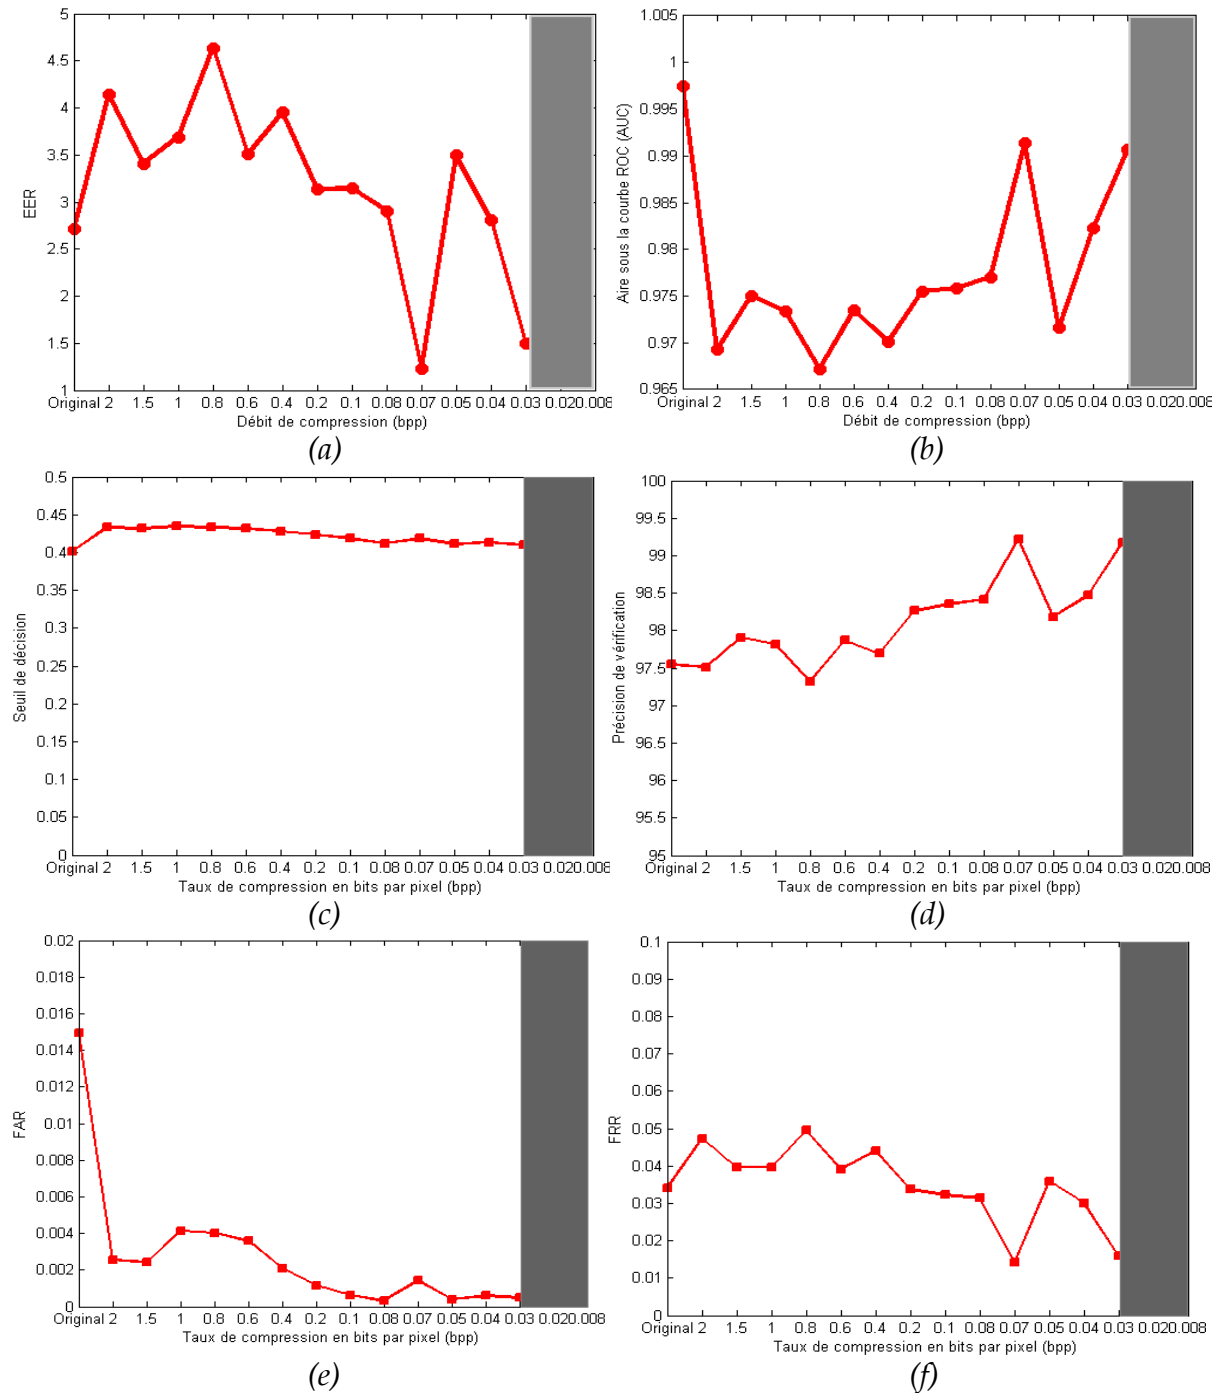 5
4.5
4
3.5
3
2.5
2
1.5
1
EER
Original 2 1.5 1 0.8 0.6 0.4 0.2 0.1 0.08 0.07 0.05 0.04 0.03 0.02 0.008
Débit de compression (bpp)
(a)
1.005
1
0.995
0.99
0.985
0.98
0.975
0.97
0.965
Aire sous la courbe ROC (AUC)
Original 2 1.5 1 0.8 0.6 0.4 0.2 0.1 0.08 0.07 0.05 0.04 0.03 0.02 0.008
Débit de compression (bpp)
(b)
0.5
0.45
0.4
0.35
0.3
0.25
0.2
0.15
0.1
0.05
0
Seuil de décision
Original 2 1.5 1 0.8 0.6 0.4 0.2 0.1 0.08 0.07 0.05 0.04 0.03 0.02 0.008
Taux de compression en bits par pixel (bpp)
(c)
100
99.5
99
98.5
98
97.5
97
96.5
96
95.5
95
Précision de vérification
Original 2 1.5 1 0.8 0.6 0.4 0.2 0.1 0.08 0.07 0.05 0.04 0.03 0.02 0.008
Taux de compression en bits par pixel (bpp)
(d)
0.02
0.018
0.016
0.014
0.012
0.01
0.008
0.006
0.004
0.002
0
FAR
Original 2 1.5 1 0.8 0.6 0.4 0.2 0.1 0.08 0.07 0.05 0.04 0.03 0.02 0.008
Taux de compression en bits par pixel (bpp)
(e)
0.1
0.09
0.08
0.07
0.06
0.05
0.04
0.03
0.02
0.01
0
FRR
Original 2 1.5 1 0.8 0.6 0.4 0.2 0.1 0.08 0.07 0.05 0.04 0.03 0.02 0.008
Taux de compression en bits par pixel (bpp)
(f)